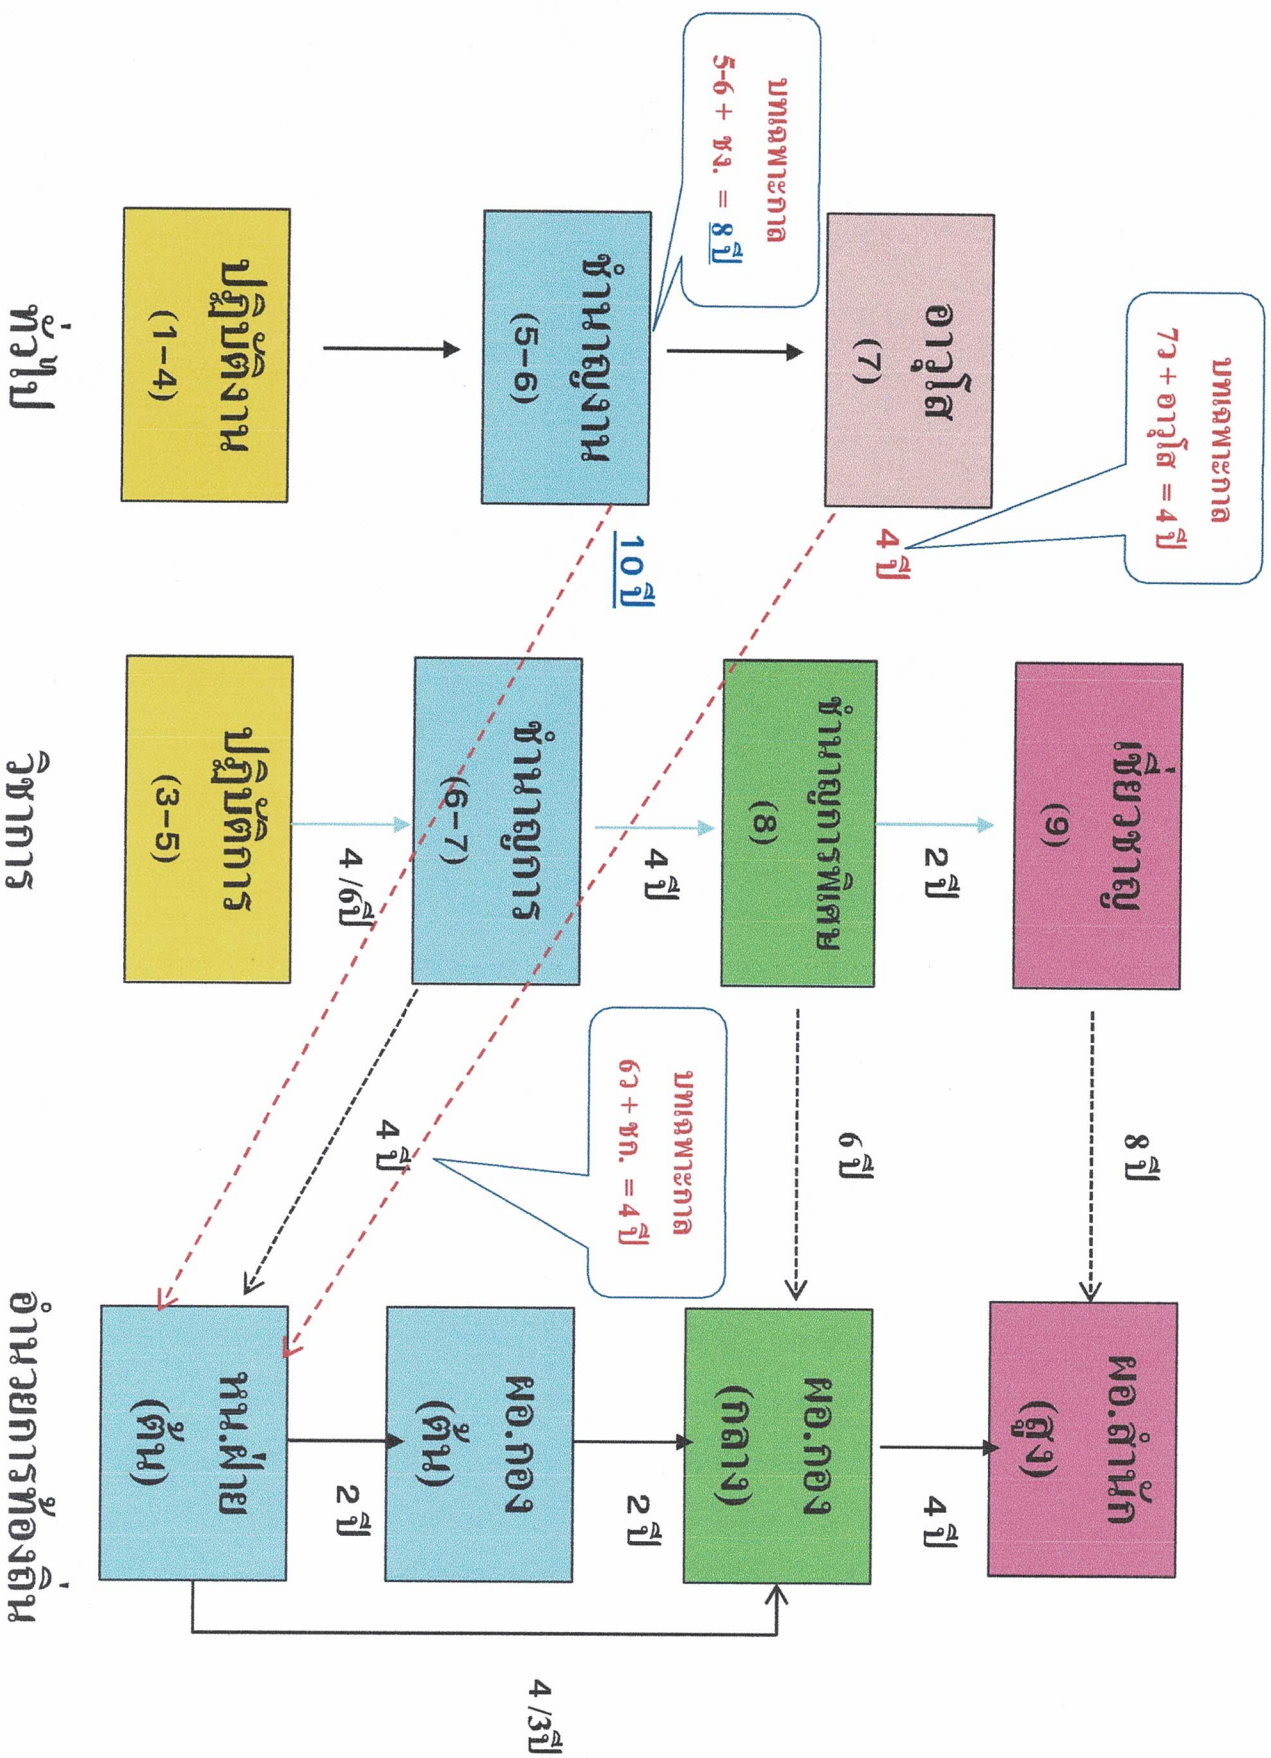 บทเฉพาะกาล
7ว + อาวุโส = 4 ปี
บทเฉพาะกาล
5-6 + ชง. = 8 ปี
อาวุโส
(7)
4 ปี
ชำนาญงาน
(5-6)
10 ปี
ปฏิบัติงาน
(1-4)
ทั่วไป
เชี่ยวชาญ
(9)
2 ปี
ชำนาญการพิเศษ
(8)
4 ปี
ชำนาญการ
(6-7)
4 /6ปี
ปฏิบัติการ
(3-5)
วิชาการ
8 ปี
6 ปี
บทเฉพาะกาล
6ว + ชก. = 4 ปี
4 ปี
ผอ.สำนัก
(สูง)
4 ปี
ผอ.กอง
(กลาง)
2 ปี
ผอ.กอง
(ต้น)
2 ปี
หน.ฝ่าย
(ต้น)
4 /3ปี
อำนวยการท้องถิ่น